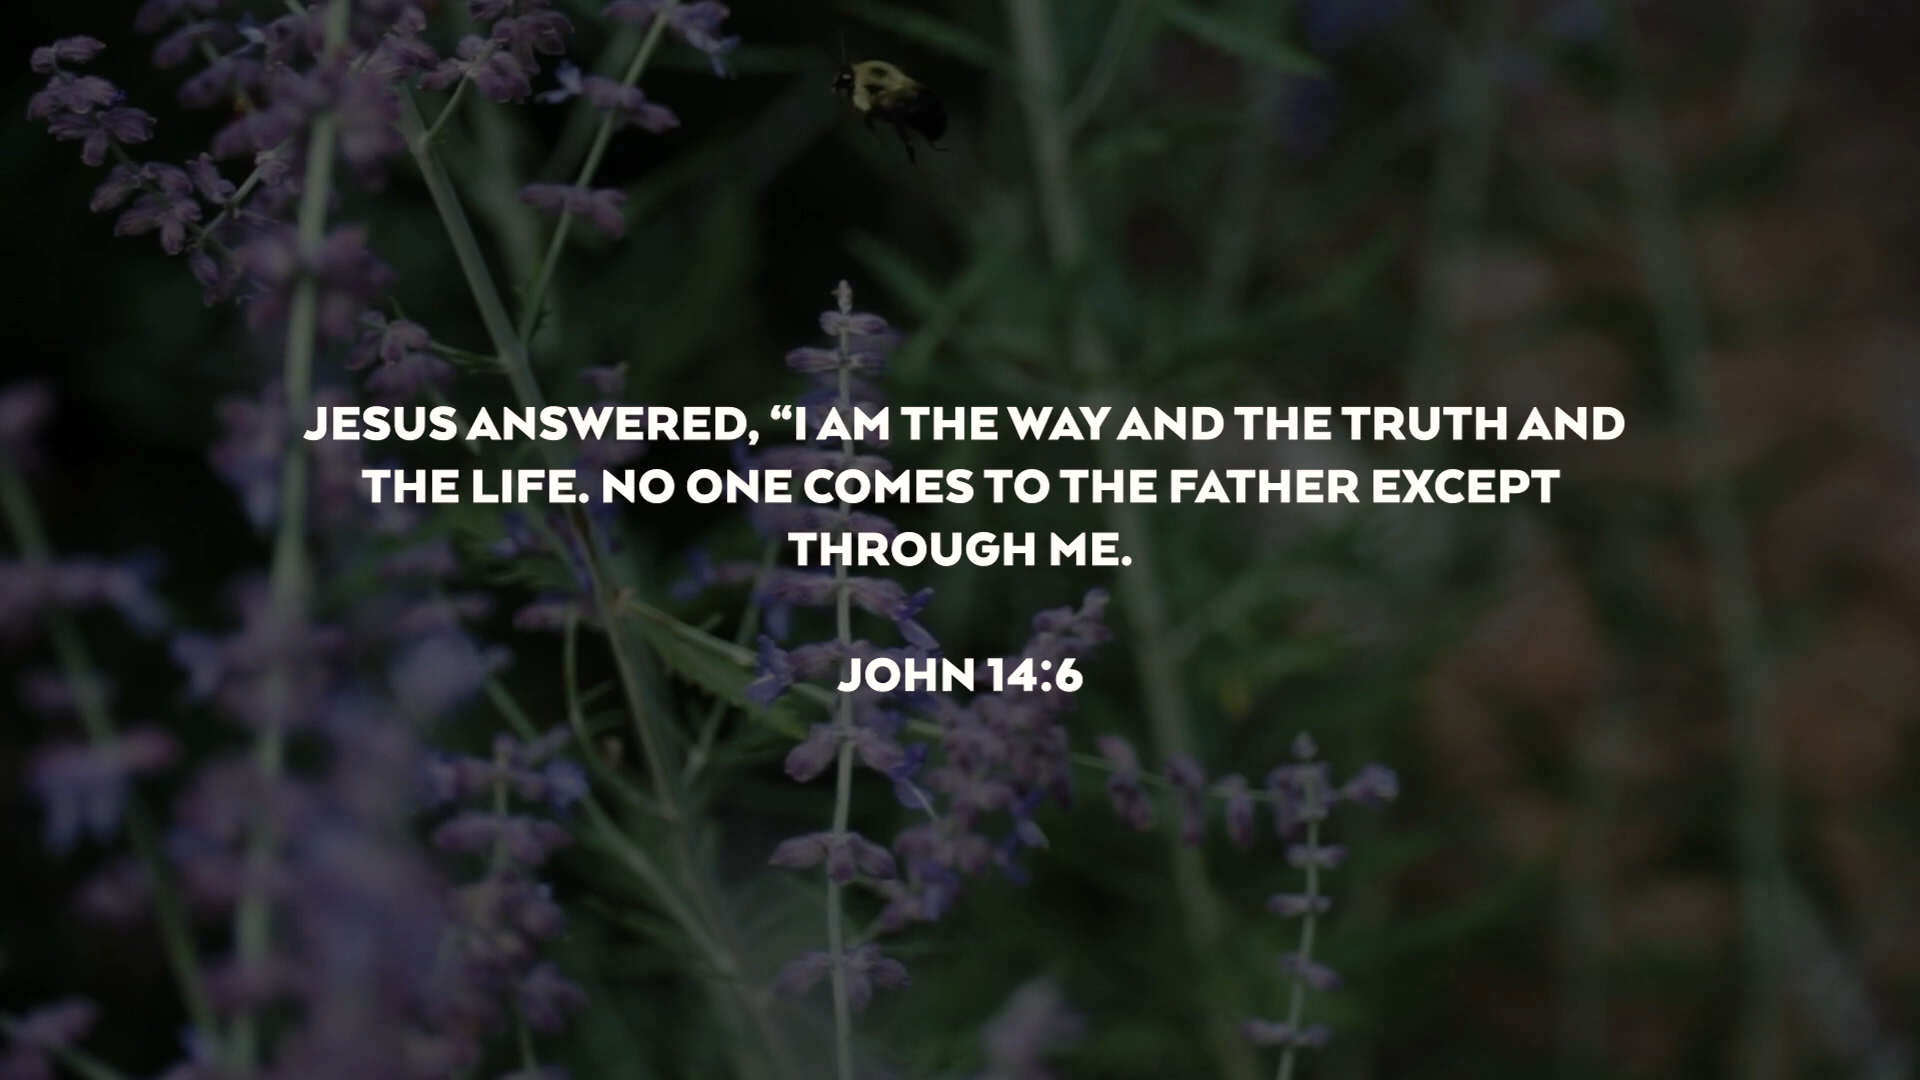 JESUS ANSWERED, “I AM THE WAY AND THE TRUTH AND
THE LIFE. NO ONE COMES TO THE FATHER EXCEPT
THROUGH ME.
JOHN 14:6